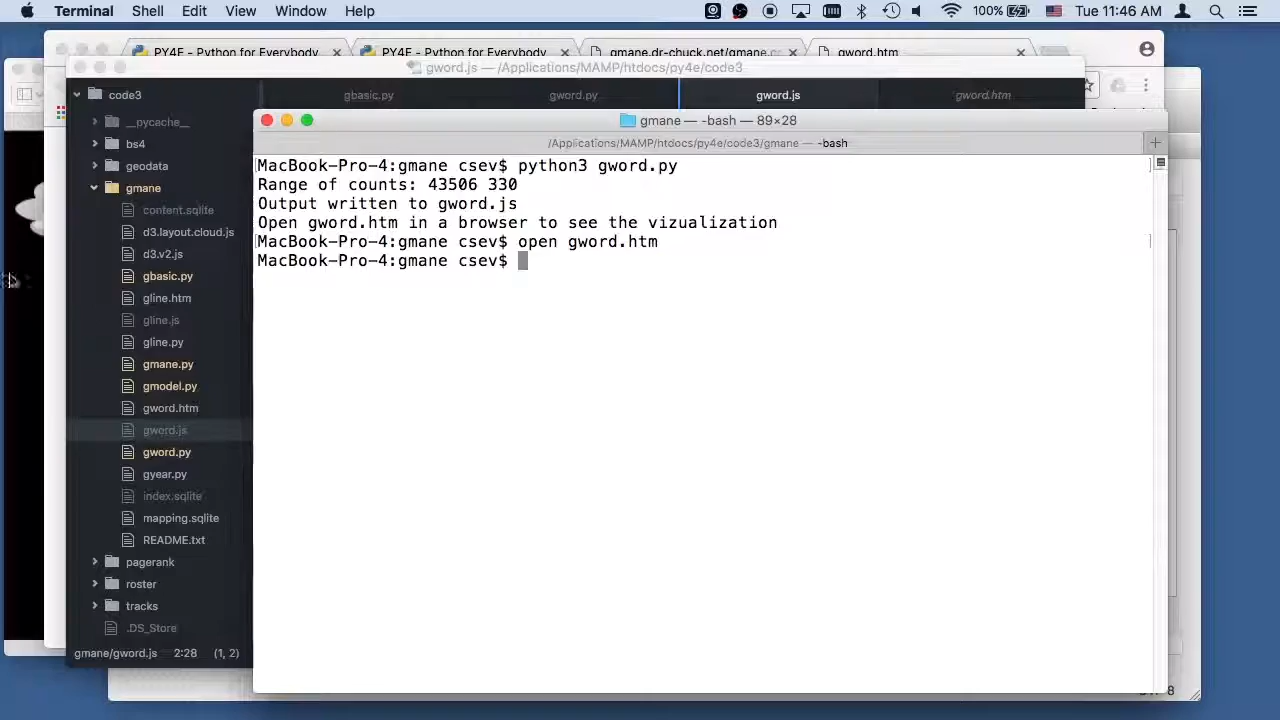 Terminal Shell Edit View Window Help 100% Tue 11:46 AM
PY4E - Python for Everybody PY4E - Python for Everybody gmane.dr-chuck.net/gmane. gword.htm
gword.js — /Applications/MAMP/htdocs/py4e/code3
code3 gbasic.py gword.py gword.js gword.htm
__pycache__
bs4
geodata
gmane
content.sqlite
d3.layout.cloud.js
d3.v2.js
gbasic.py
gline.htm
gline.js
gline.py
gmane.py
gmodel.py
gword.htm
gword.js
gword.py
gyear.py
index.sqlite
mapping.sqlite
README.txt
pagerank
roster
tracks
.DS_Store
gmane/gword.js 2:28 (1, 2)
gmane — -bash — 89×28
/Applications/MAMP/htdocs/py4e/code3/gmane — -bash
MacBook-Pro-4:gmane csev$ python3 gword.py
Range of counts: 43506 330
Output written to gword.js
Open gword.htm in a browser to see the vizualization
MacBook-Pro-4:gmane csev$ open gword.htm
MacBook-Pro-4:gmane csev$